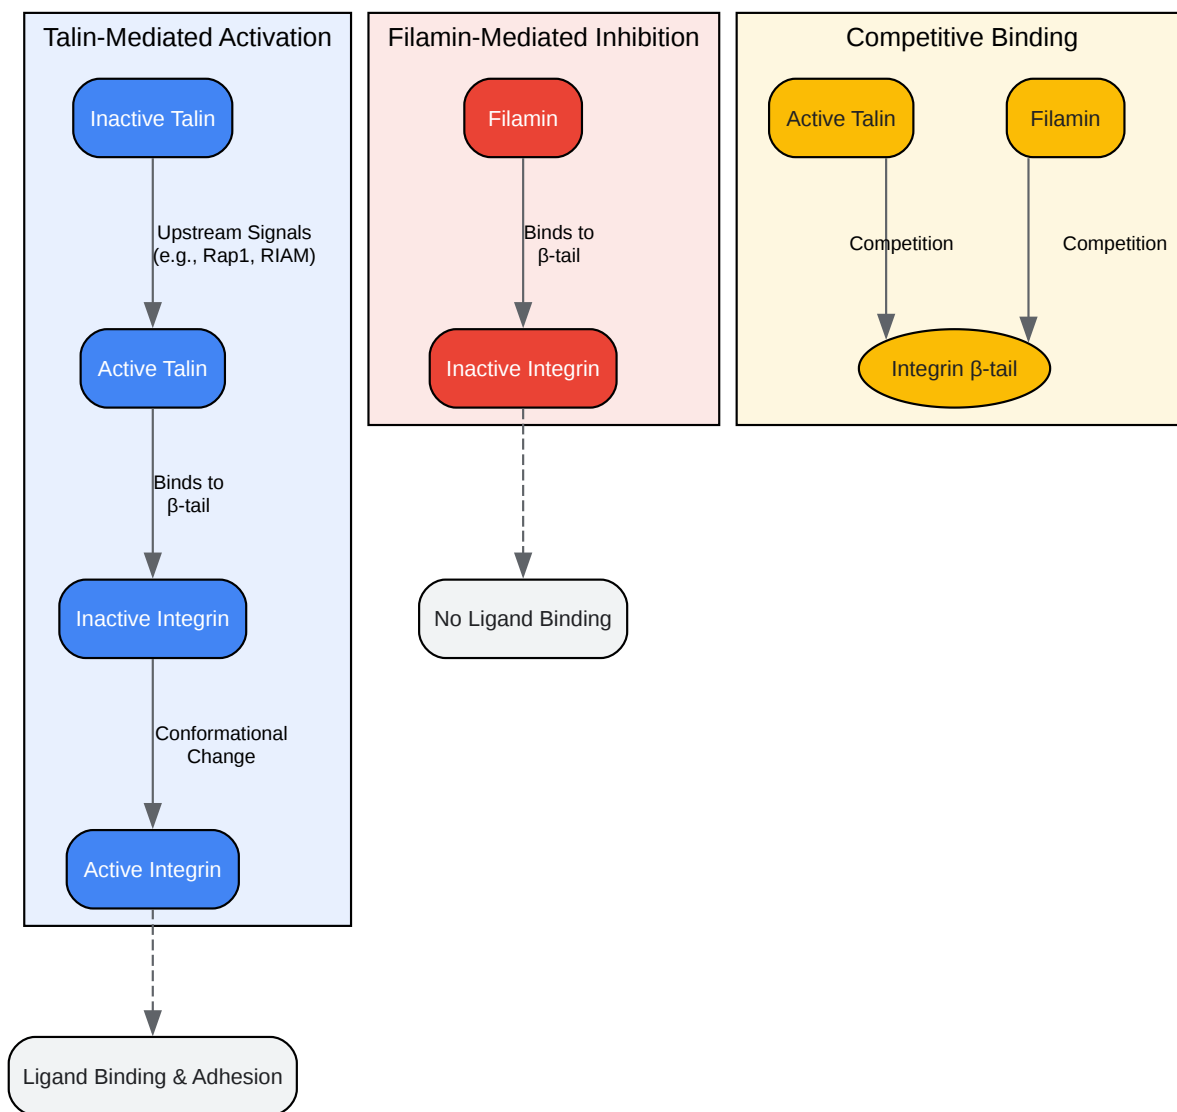 Talin-Mediated Activation
Inactive Talin
Upstream Signals
(e.g., Rap1, RIAM)
Active Talin
Binds to
β-tail
Inactive Integrin
Conformational
Change
Active Integrin
Ligand Binding & Adhesion
Filamin-Mediated Inhibition
Filamin
Binds to
β-tail
Inactive Integrin
No Ligand Binding
Competitive Binding
Active Talin
Filamin
Competition
Competition
Integrin β-tail